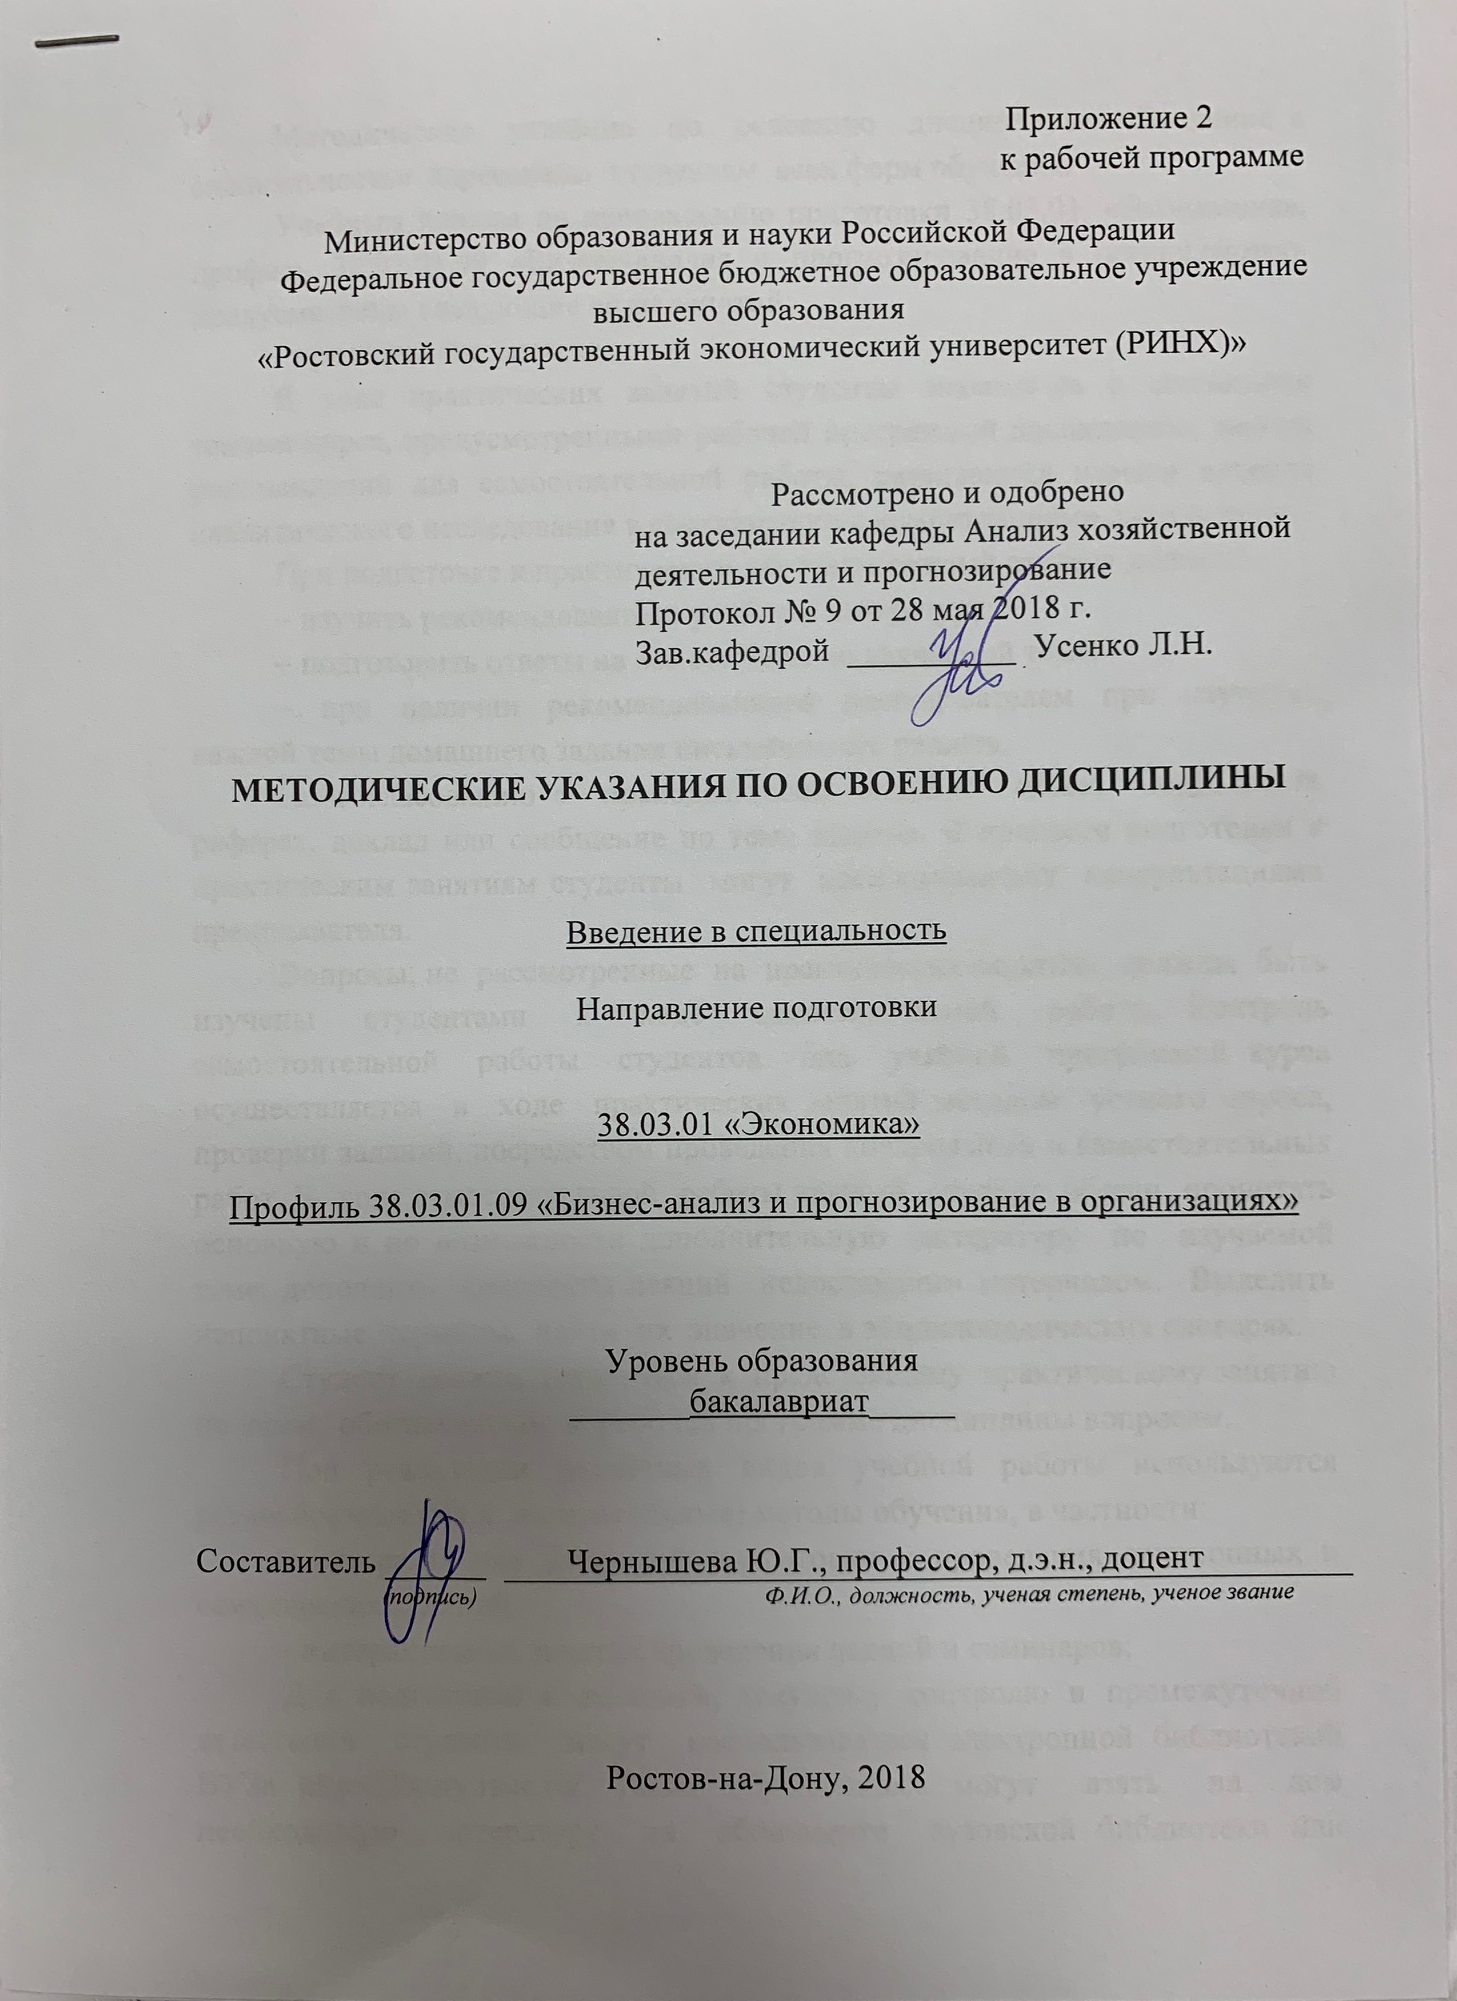 Приложение 2
к рабочей программе
Министерство образования и науки Российской Федерации
Федеральное государственное бюджетное образовательное учреждение
высшего образования
«Ростовский государственный экономический университет (РИНХ)»
Рассмотрено и одобрено
на заседании кафедры Анализ хозяйственной
деятельности и прогнозирование
Протокол № 9 от 28 мая 2018 г.
Зав.кафедрой __________ Усенко Л.Н.
МЕТОДИЧЕСКИЕ УКАЗАНИЯ ПО ОСВОЕНИЮ ДИСЦИПЛИНЫ
Введение в специальность
Направление подготовки
38.03.01 «Экономика»
Профиль 38.03.01.09 «Бизнес-анализ и прогнозирование в организациях»
Уровень образования
бакалавриат
Составитель ______ Чернышева Ю.Г., профессор, д.э.н., доцент
(подпись) Ф.И.О., должность, ученая степень, ученое звание
Ростов-на-Дону, 2018